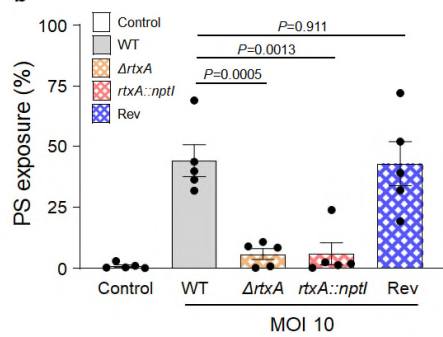 Control
WT
ΔrtxA
rtxA::nptI
Rev
P=0.911
P=0.0013
P=0.0005
PS exposure (%)
100
75
50
25
0
Control WT ΔrtxA rtxA::nptI Rev
MOI 10